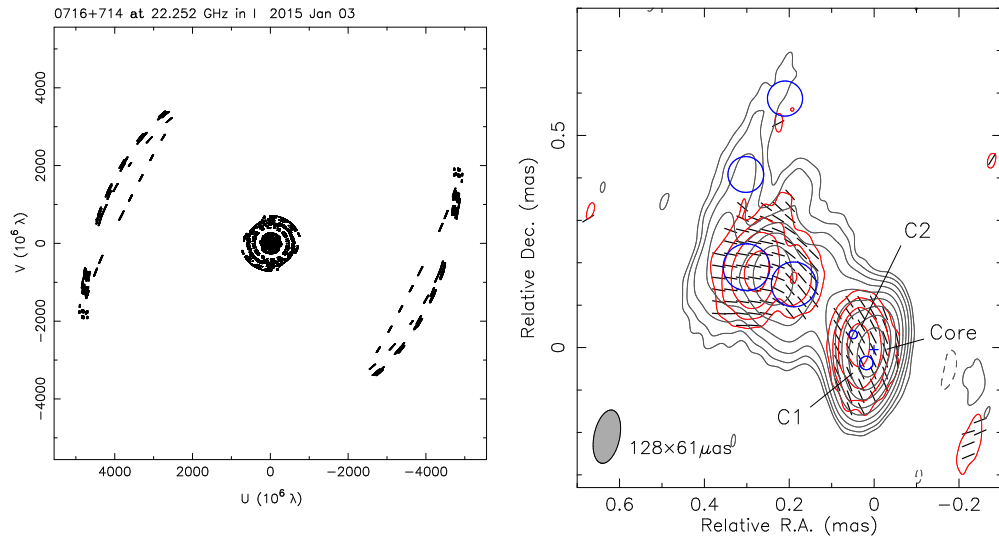 0716+714 at 22.252 GHz in I 2015 Jan 03
V (10⁶ λ)
4000
2000
0
−2000
−4000
4000
2000
0
−2000
−4000
U (10⁶ λ)
Relative Dec. (mas)
0.5
0
C2
Core
C1
128×61μas
0.6
0.4
0.2
0
−0.2
Relative R.A. (mas)